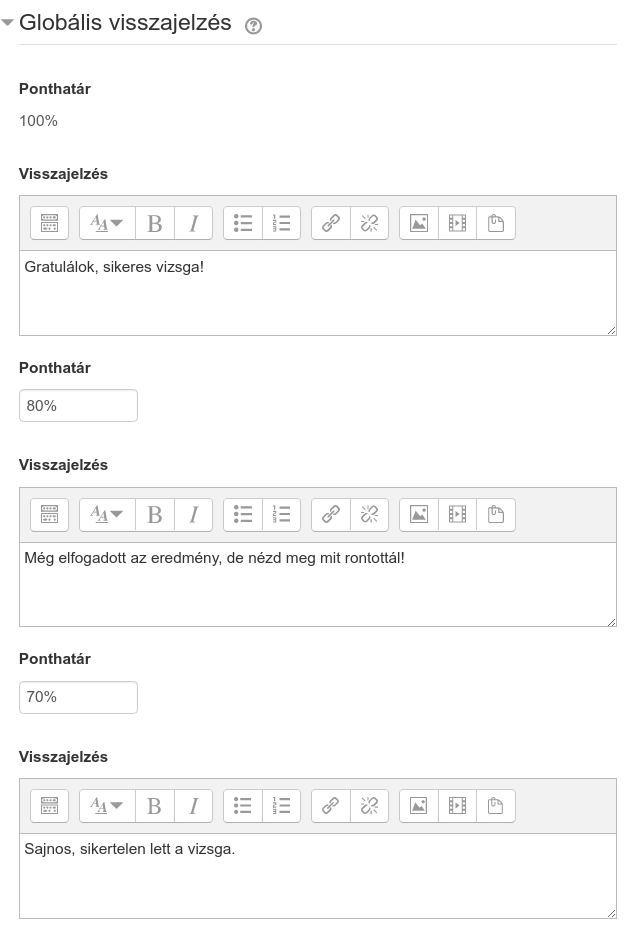 Globális visszajelzés
Ponthatár
100%
Visszajelzés
Gratulálok, sikeres vizsga!
Ponthatár
80%
Visszajelzés
Még elfogadott az eredmény, de nézd meg mit rontottál!
Ponthatár
70%
Visszajelzés
Sajnos, sikertelen lett a vizsga.